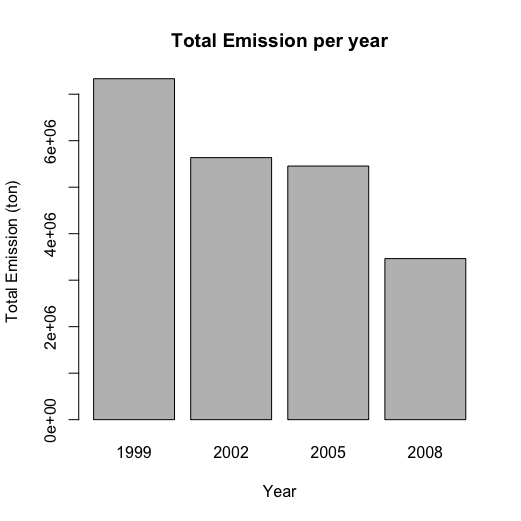 Total Emission per year
Total Emission (ton)
6e+06
4e+06
2e+06
0e+00
1999 2002 2005 2008
Year